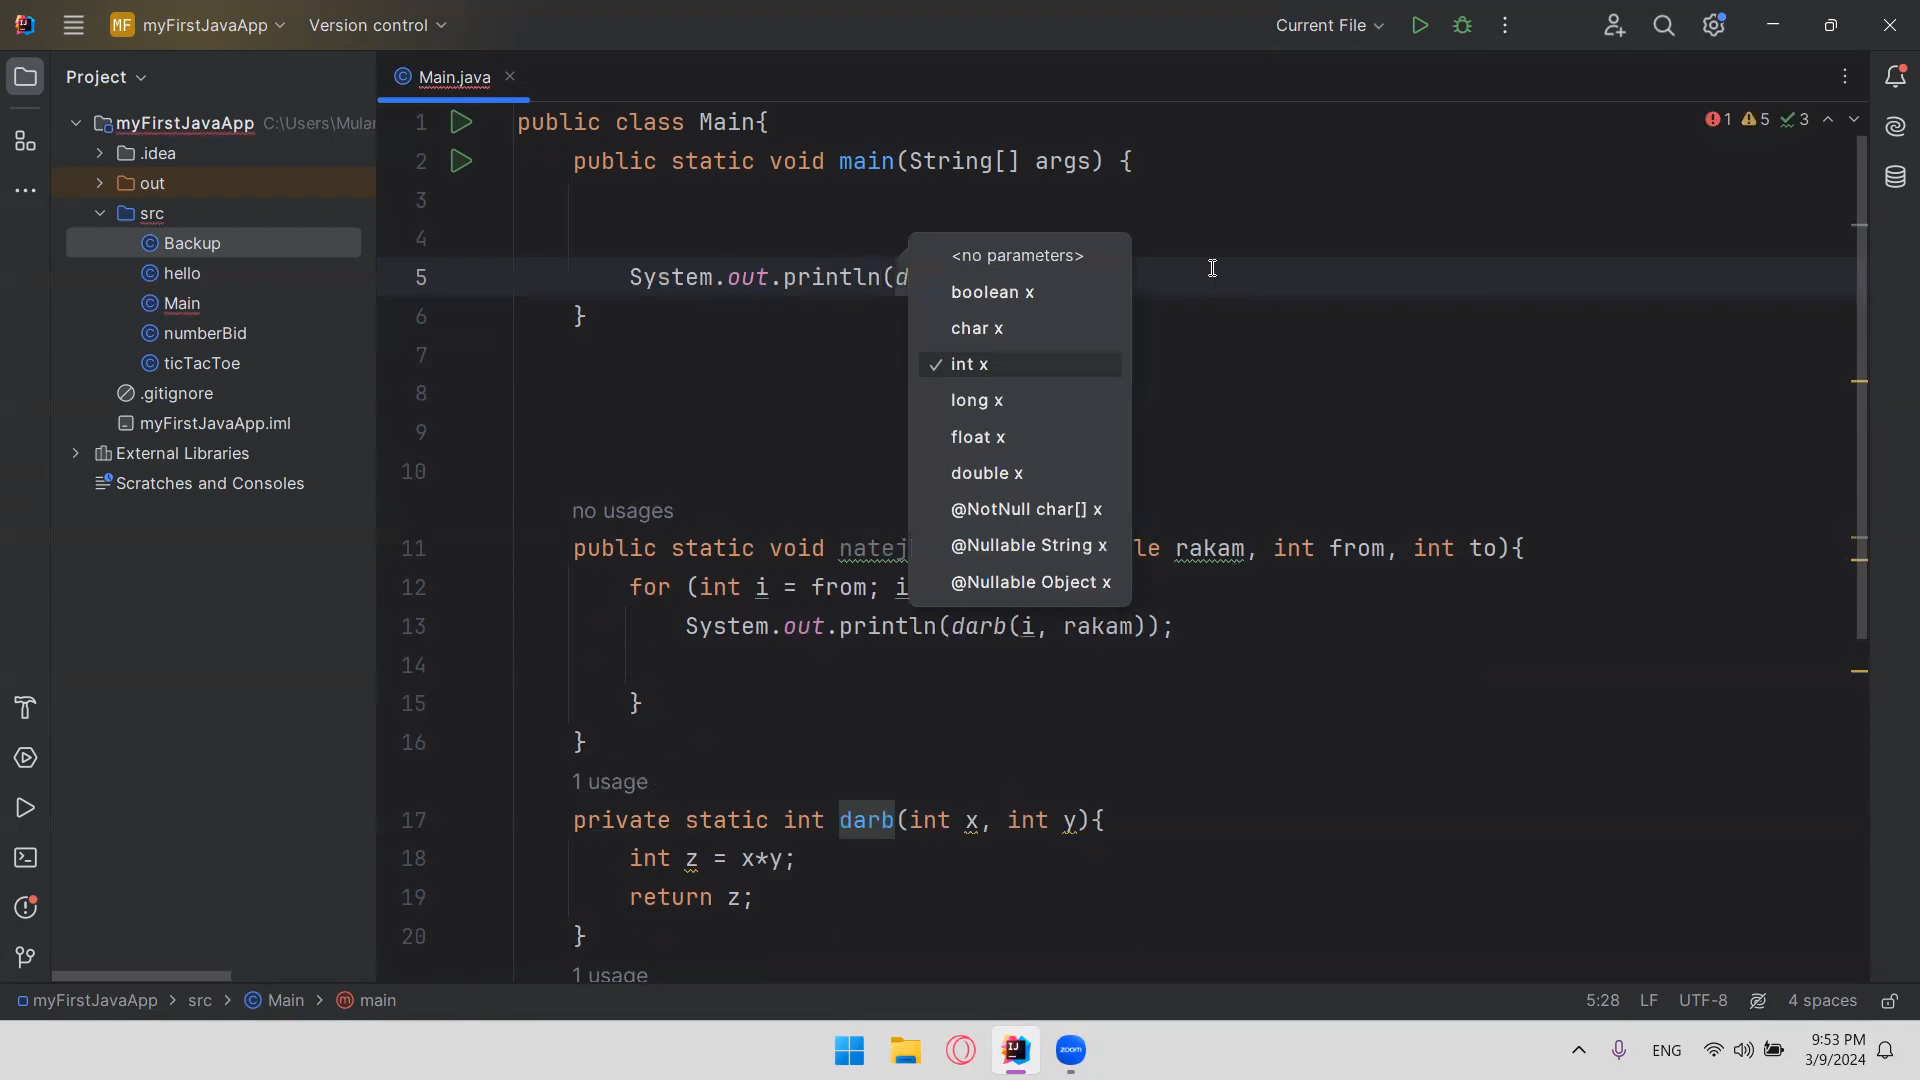 MF myFirstJavaApp Version control Current File
Project
Main.java
myFirstJavaApp C:\Users\Mular
.idea
out
src
Backup
hello
Main
numberBid
ticTacToe
.gitignore
myFirstJavaApp.iml
External Libraries
Scratches and Consoles
1 public class Main{
1 5 3
2 public static void main(String[] args) {
3
4
5 System.out.println(d
6 }
7
8
9
10
no usages
11 public static void natej le rakam, int from, int to){
12 for (int i = from; i
13 System.out.println(darb(i, rakam));
14
15 }
16 }
1 usage
17 private static int darb(int x, int y){
18 int z = x*y;
19 return z;
20 }
1 usage
<no parameters>
boolean x
char x
int x
long x
float x
double x
@NotNull char[] x
@Nullable String x
@Nullable Object x
myFirstJavaApp > src > Main > main 5:28 LF UTF-8 4 spaces
zoom
ENG
9:53 PM
3/9/2024